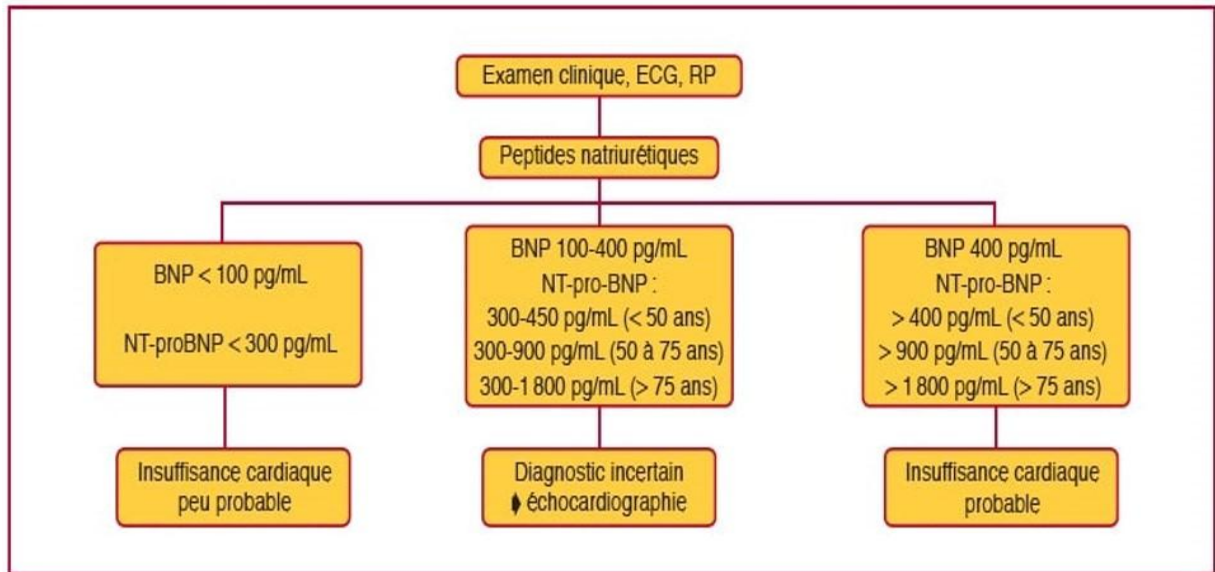 Examen clinique, ECG, RP
Peptides natriurétiques
BNP < 100 pg/mL
NT-proBNP < 300 pg/mL
BNP 100-400 pg/mL
NT-pro-BNP :
300-450 pg/mL (< 50 ans)
300-900 pg/mL (50 à 75 ans)
300-1 800 pg/mL (> 75 ans)
BNP 400 pg/mL
NT-pro-BNP :
> 400 pg/mL (< 50 ans)
> 900 pg/mL (50 à 75 ans)
> 1 800 pg/mL (> 75 ans)
Insuffisance cardiaque
peu probable
Diagnostic incertain
➧ échocardiographie
Insuffisance cardiaque
probable